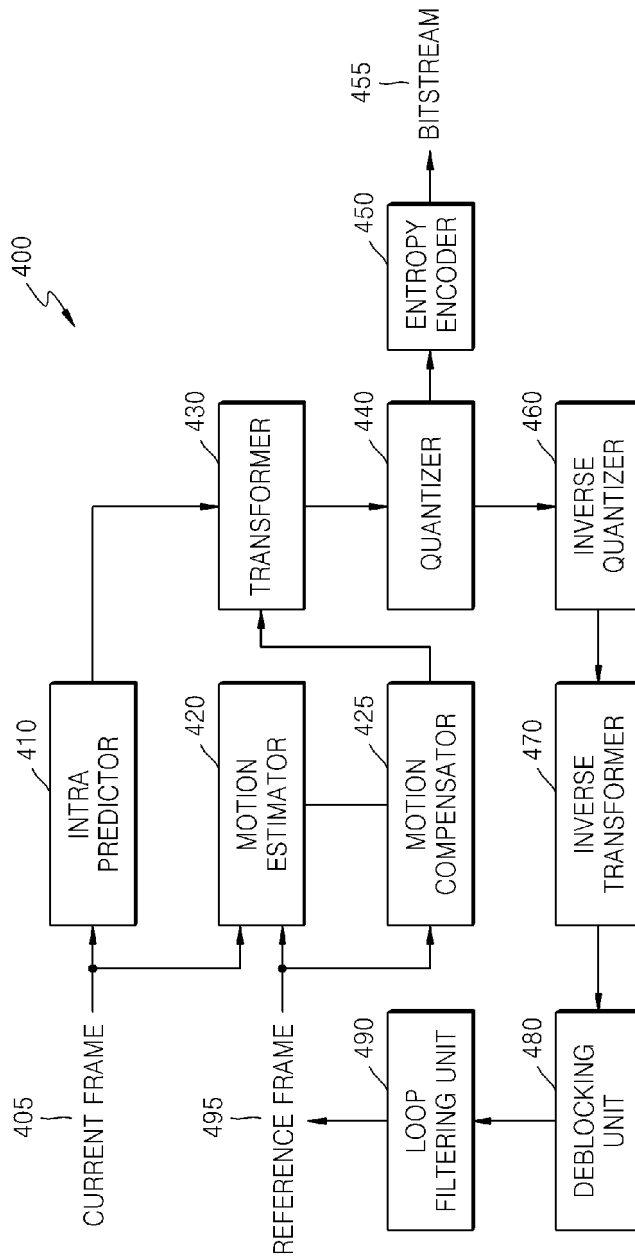 400
405
CURRENT FRAME
410
INTRA
PREDICTOR
430
TRANSFORMER
495
REFERENCE FRAME
420
MOTION
ESTIMATOR
425
MOTION
COMPENSATOR
440
QUANTIZER
450
ENTROPY
ENCODER
455
BITSTREAM
490
LOOP
FILTERING UNIT
480
DEBLOCKING
UNIT
470
INVERSE
TRANSFORMER
460
INVERSE
QUANTIZER